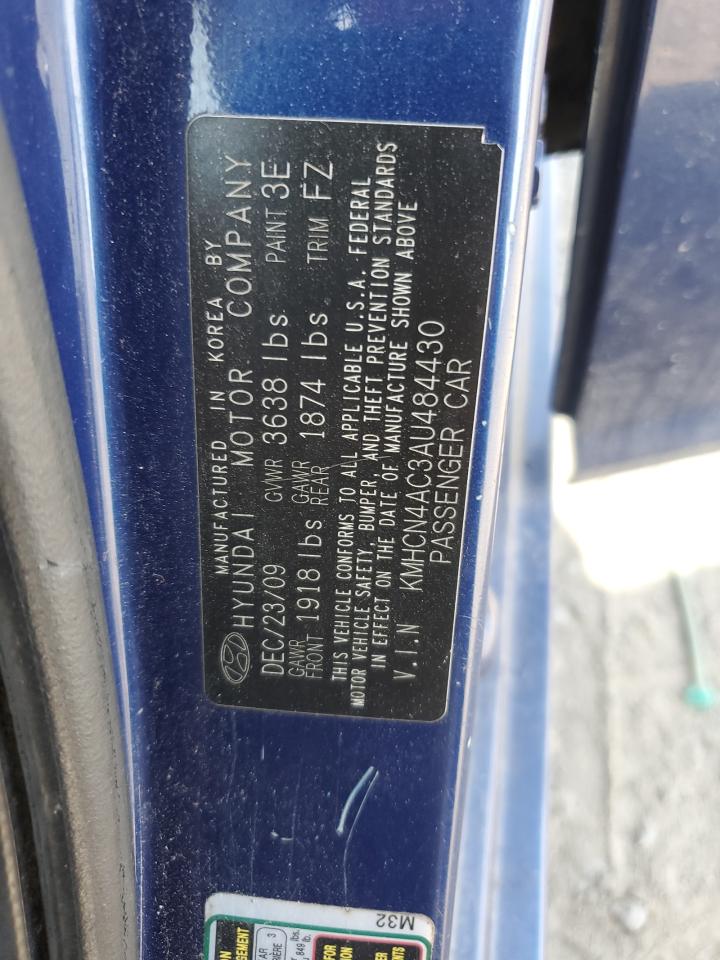 MANUFACTURED IN KOREA BY
HYUNDAI MOTOR COMPANY
DEC/23/09 GVWR 3638 lbs PAINT 3E
GAWR FRONT 1918 lbs GAWR REAR 1874 lbs TRIM FZ
THIS VEHICLE CONFORMS TO ALL APPLICABLE U.S.A. FEDERAL
MOTOR VEHICLE SAFETY, BUMPER, AND THEFT PREVENTION STANDARDS
IN EFFECT ON THE DATE OF MANUFACTURE SHOWN ABOVE
V.I.N KMHCN4AC3AU484430
PASSENGER CAR
M32